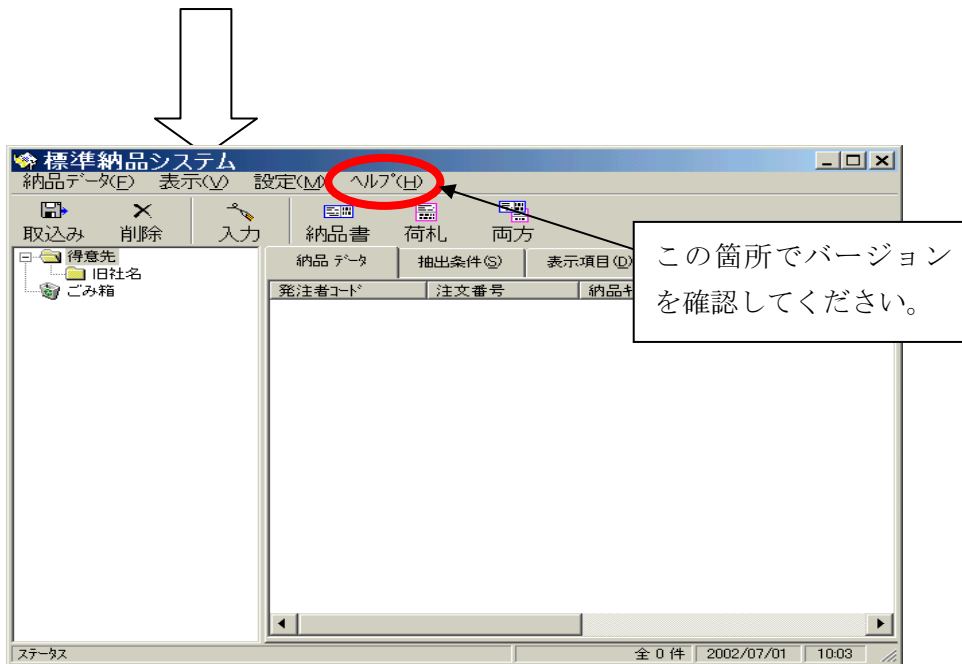 標準納品システム
納品ﾃﾞｰﾀ(F) 表示(V) 設定(M) ﾍﾙﾌﾟ(H)
取込み 削除 入力 納品書 荷札 両方
得意先
旧社名
ごみ箱
納品 ﾃﾞｰﾀ 抽出条件(S) 表示項目(D)
発注者ｺｰﾄﾞ 注文番号 納品ｷ
この箇所でバージョン
を確認してください。
ｽﾃｰﾀｽ 全 0 件 2002/07/01 10:03